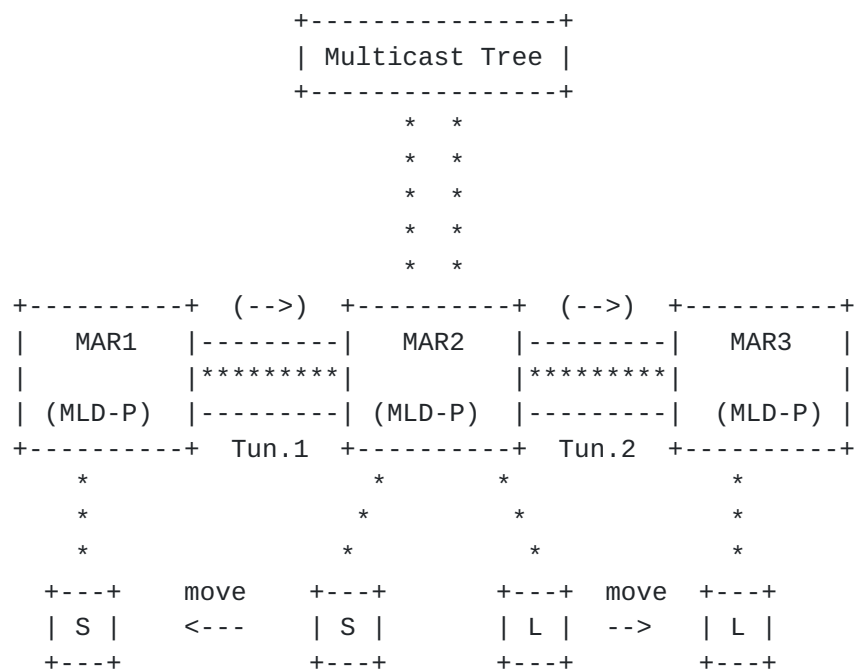 +----------------+
| Multicast Tree |
+----------------+
*  *
*  *
*  *
*  *
*  *
+----------+  (-->)  +----------+  (-->)  +----------+
|   MAR1   |---------|   MAR2   |---------|   MAR3   |
|          |*********|          |*********|          |
| (MLD-P)  |---------| (MLD-P)  |---------|  (MLD-P) |
+----------+  Tun.1  +----------+  Tun.2  +----------+
*                  *       *              *
*                 *         *             *
*                *           *            *
+---+    move     +---+       +---+  move  +---+
| S |    <---     | S |       | L |  -->   | L |
+---+             +---+       +---+        +---+